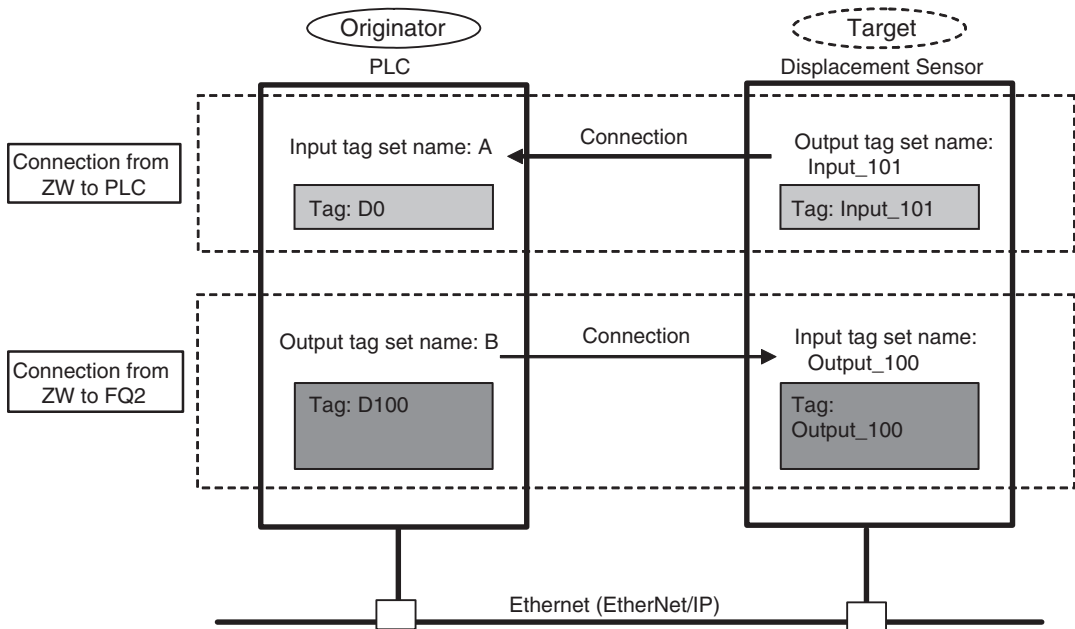 Originator
Target
PLC
Displacement Sensor
Connection from
ZW to PLC
Input tag set name: A
Connection
Output tag set name:
Input_101
Tag: D0
Tag: Input_101
Connection from
ZW to FQ2
Output tag set name: B
Connection
Input tag set name:
Output_100
Tag: D100
Tag:
Output_100
Ethernet (EtherNet/IP)